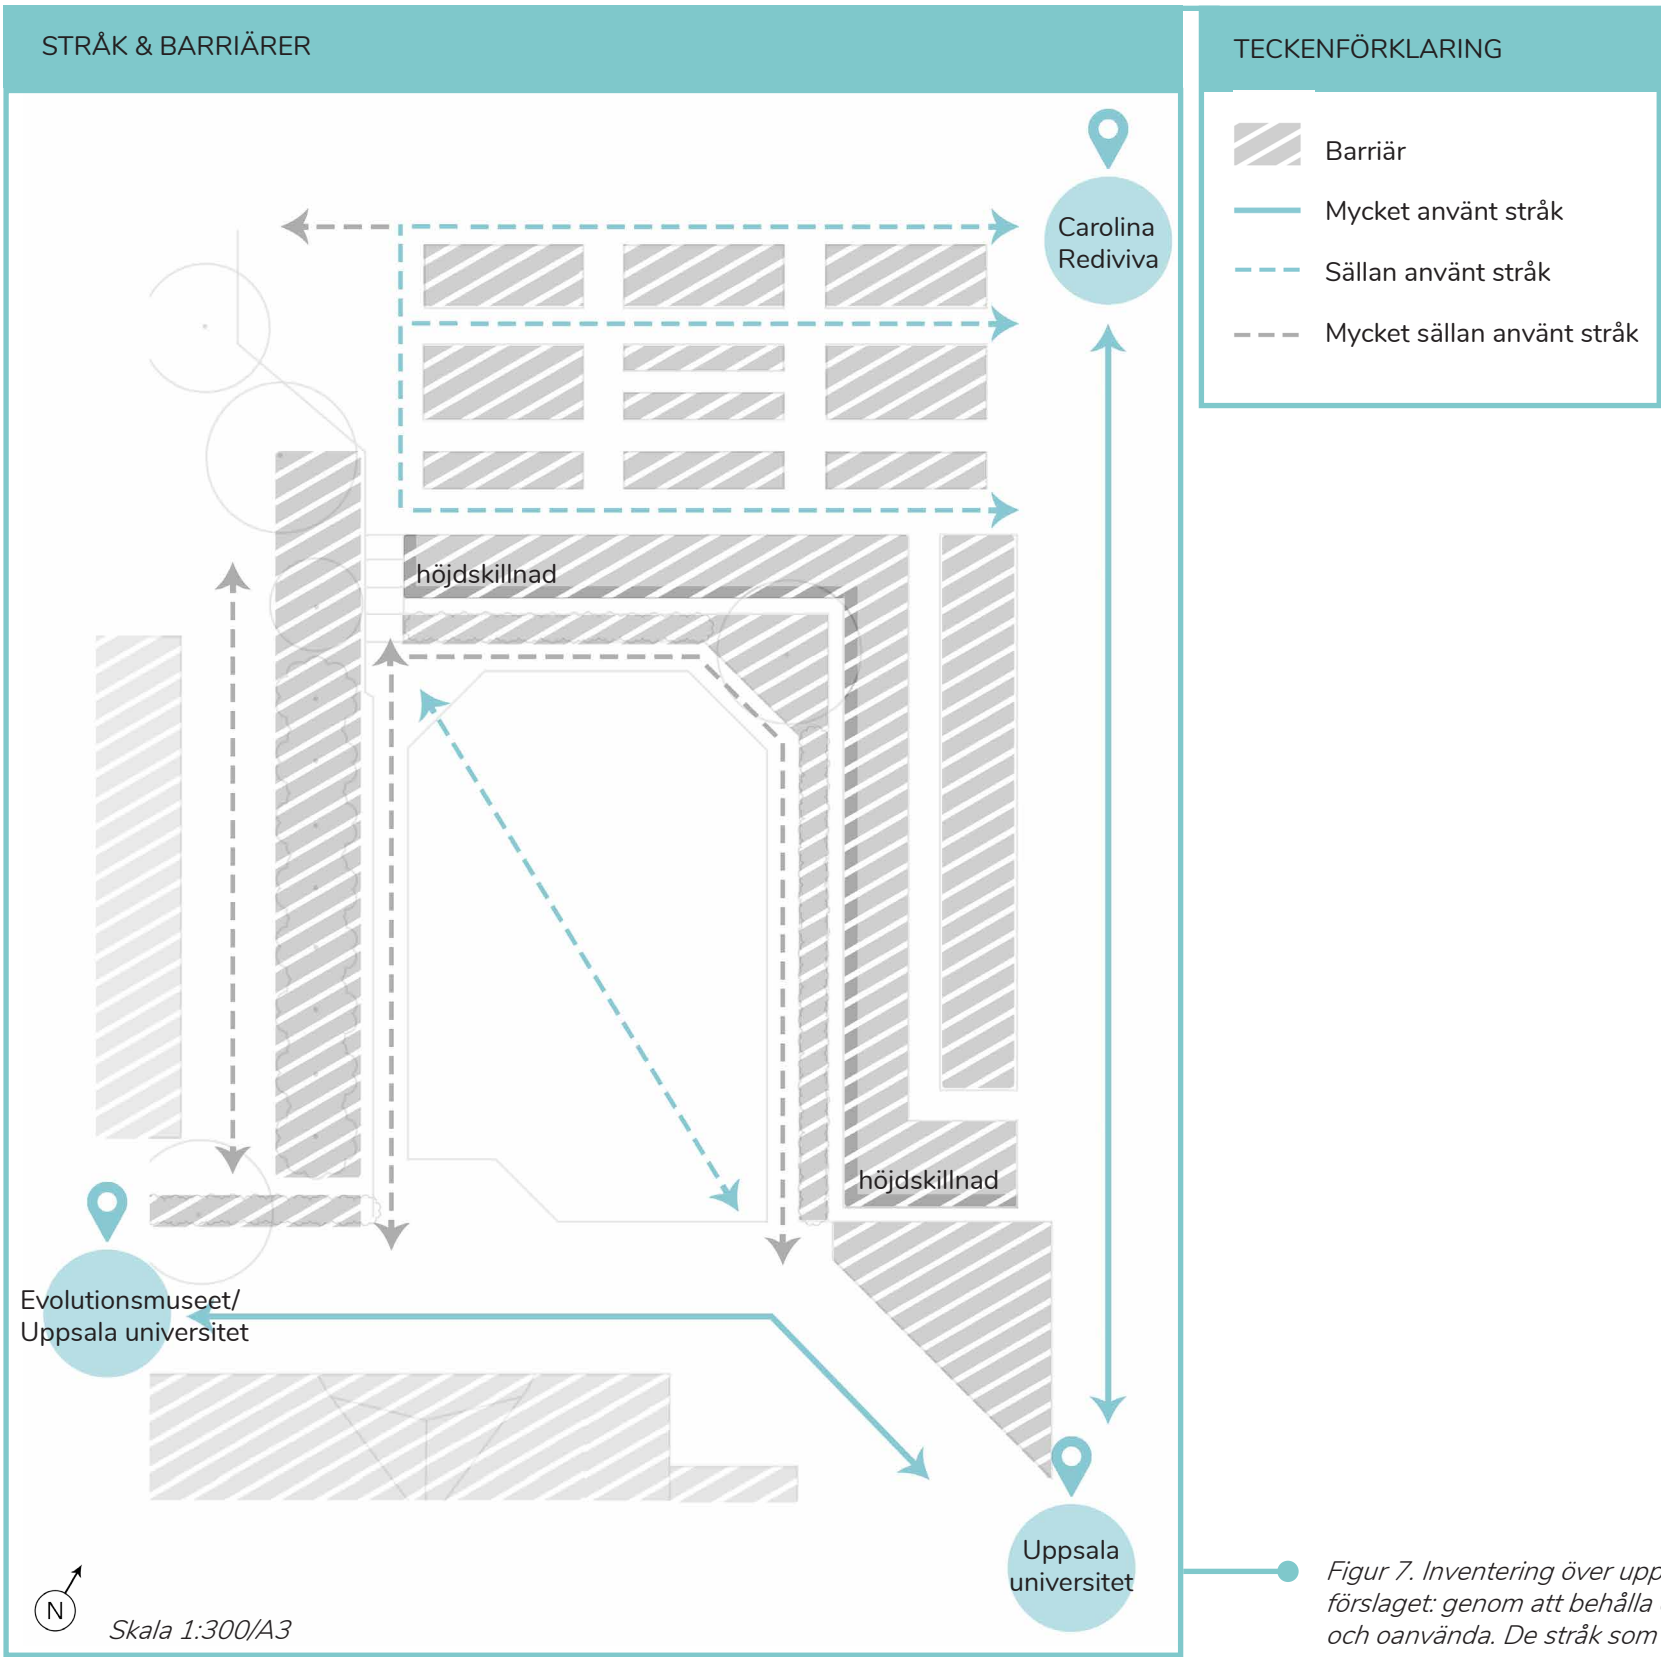 STRÅK & BARRIÄRER
TECKENFÖRKLARING
Barriär
Mycket använt stråk
Sällan använt stråk
Mycket sällan använt stråk
Carolina
Rediviva
höjdskillnad
höjdskillnad
Evolutionsmuseet/
Uppsala universitet
Uppsala
universitet
N
Skala 1:300/A3
Figur 7. Inventering över upp
förslaget: genom att behålla
och oanvända. De stråk som